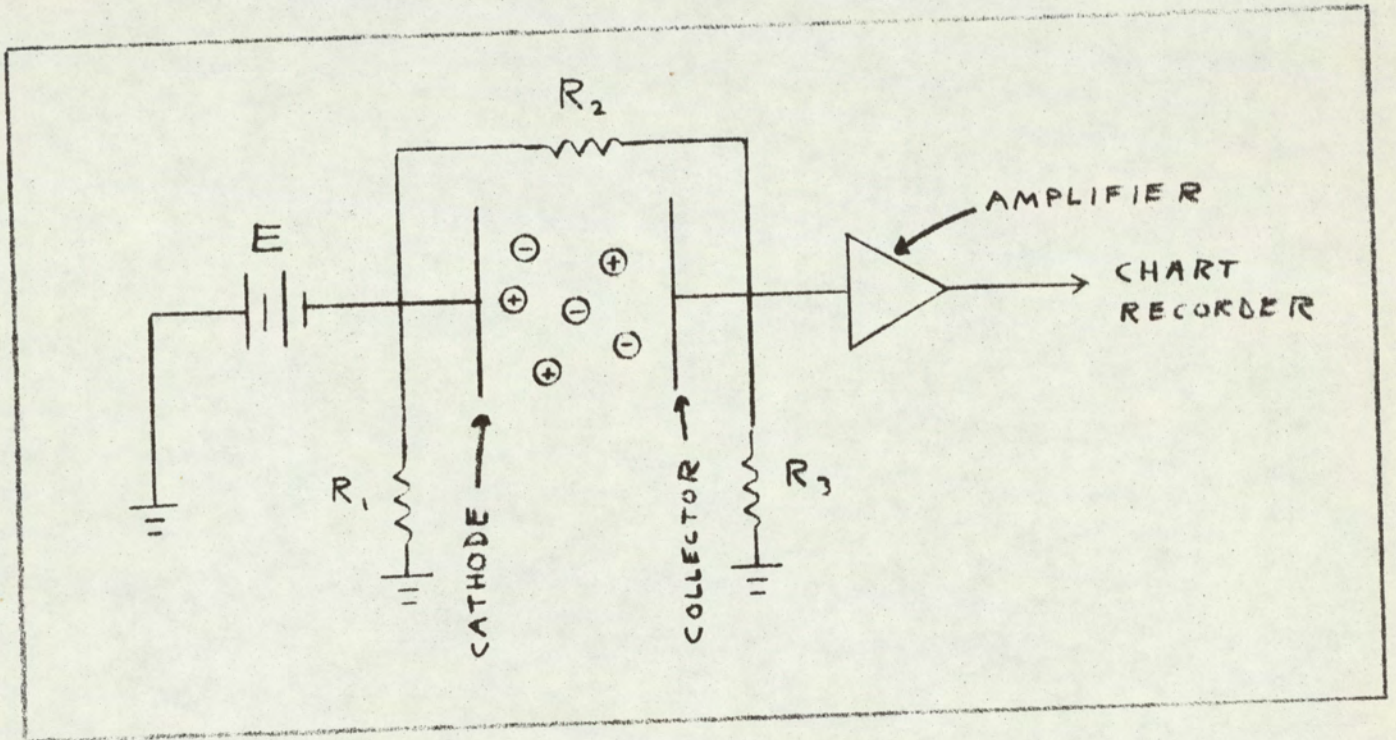 R₂
AMPLIFIER
E
CHART
RECORDER
⊖
⊕
⊕
⊖
⊖
⊕
R₁
R₃
CATHODE
COLLECTOR